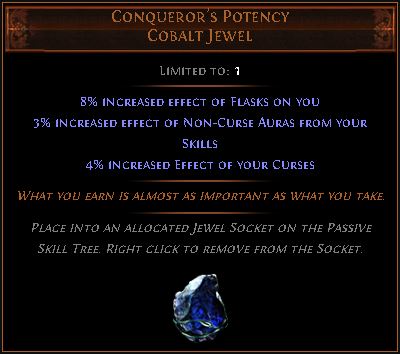 Conqueror's Potency
Cobalt Jewel
Limited to: 1
8% increased effect of Flasks on you
3% increased effect of Non-Curse Auras from your
Skills
4% increased Effect of your Curses
What you earn is almost as important as what you take.
Place into an allocated Jewel Socket on the Passive
Skill Tree. Right click to remove from the Socket.